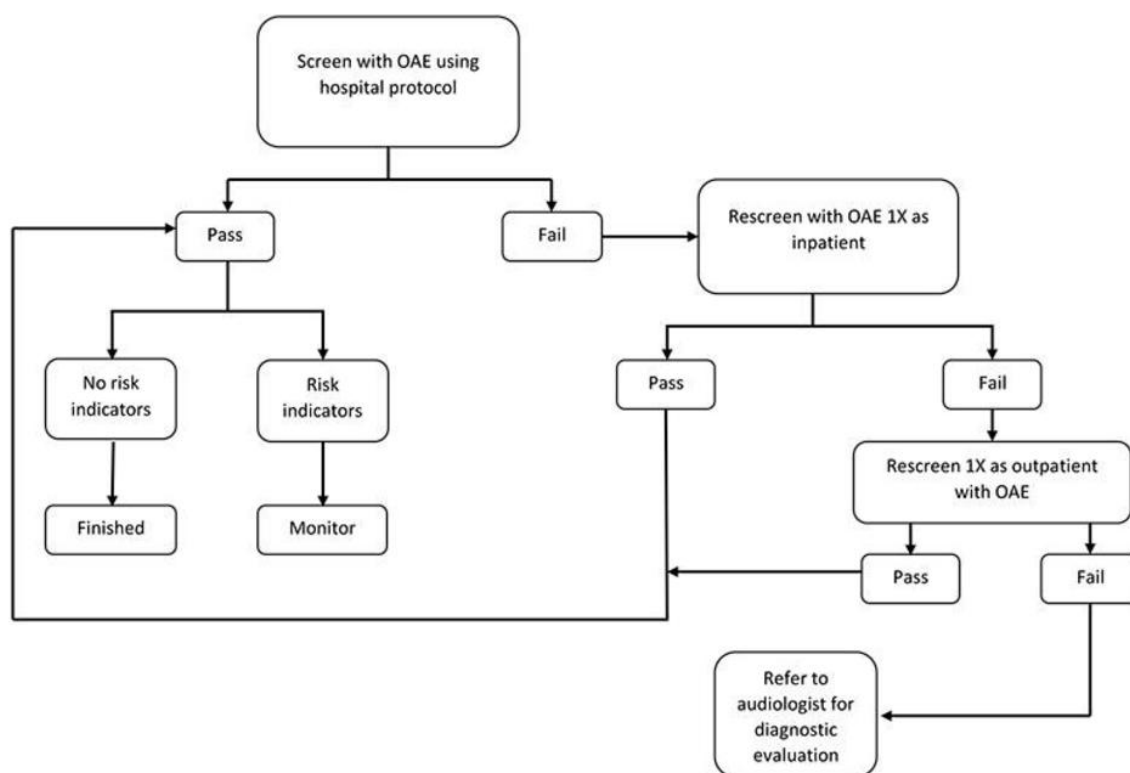 Screen with OAE using
hospital protocol
Pass
Fail
Rescreen with OAE 1X as
inpatient
No risk
indicators
Risk
indicators
Pass
Fail
Rescreen 1X as outpatient
with OAE
Finished
Monitor
Pass
Fail
Refer to
audiologist for
diagnostic
evaluation